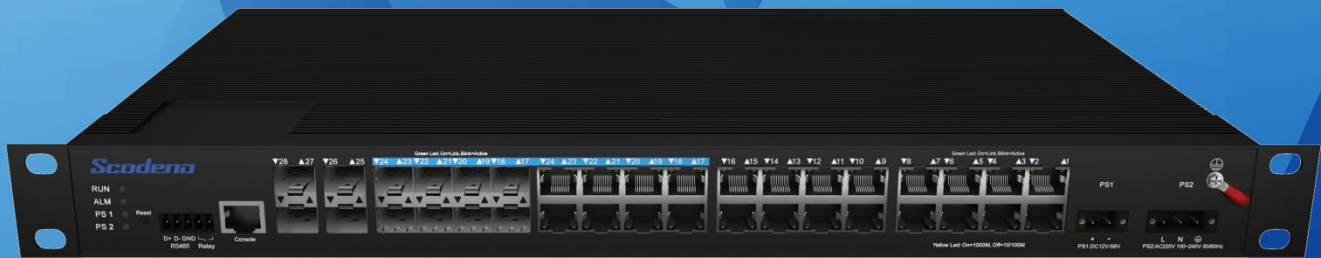 Scodeno
RUN
ALM
PS 1
PS 2
Reset
D+ D- GND
RS485 Relay
Console
▼28 ▲27 ▼26 ▲25
Green Led: On=Link, Blink=Active
▼24 ▲23 ▼22 ▲21 ▼20 ▲19 ▼18 ▲17
▼24 ▲23 ▼22 ▲21 ▼20 ▲19 ▼18 ▲17
▼16 ▲15 ▼14 ▲13 ▼12 ▲11 ▼10 ▲9
Green Led: On=Link, Blink=Active
▼8 ▲7 ▼6 ▲5 ▼4 ▲3 ▼2 ▲1
Yellow Led: On=1000M, Off=10/100M
PS1
+ -
PS1:DC12V-58V
PS2
L N
PS2:AC220V 100~240V 50/60Hz